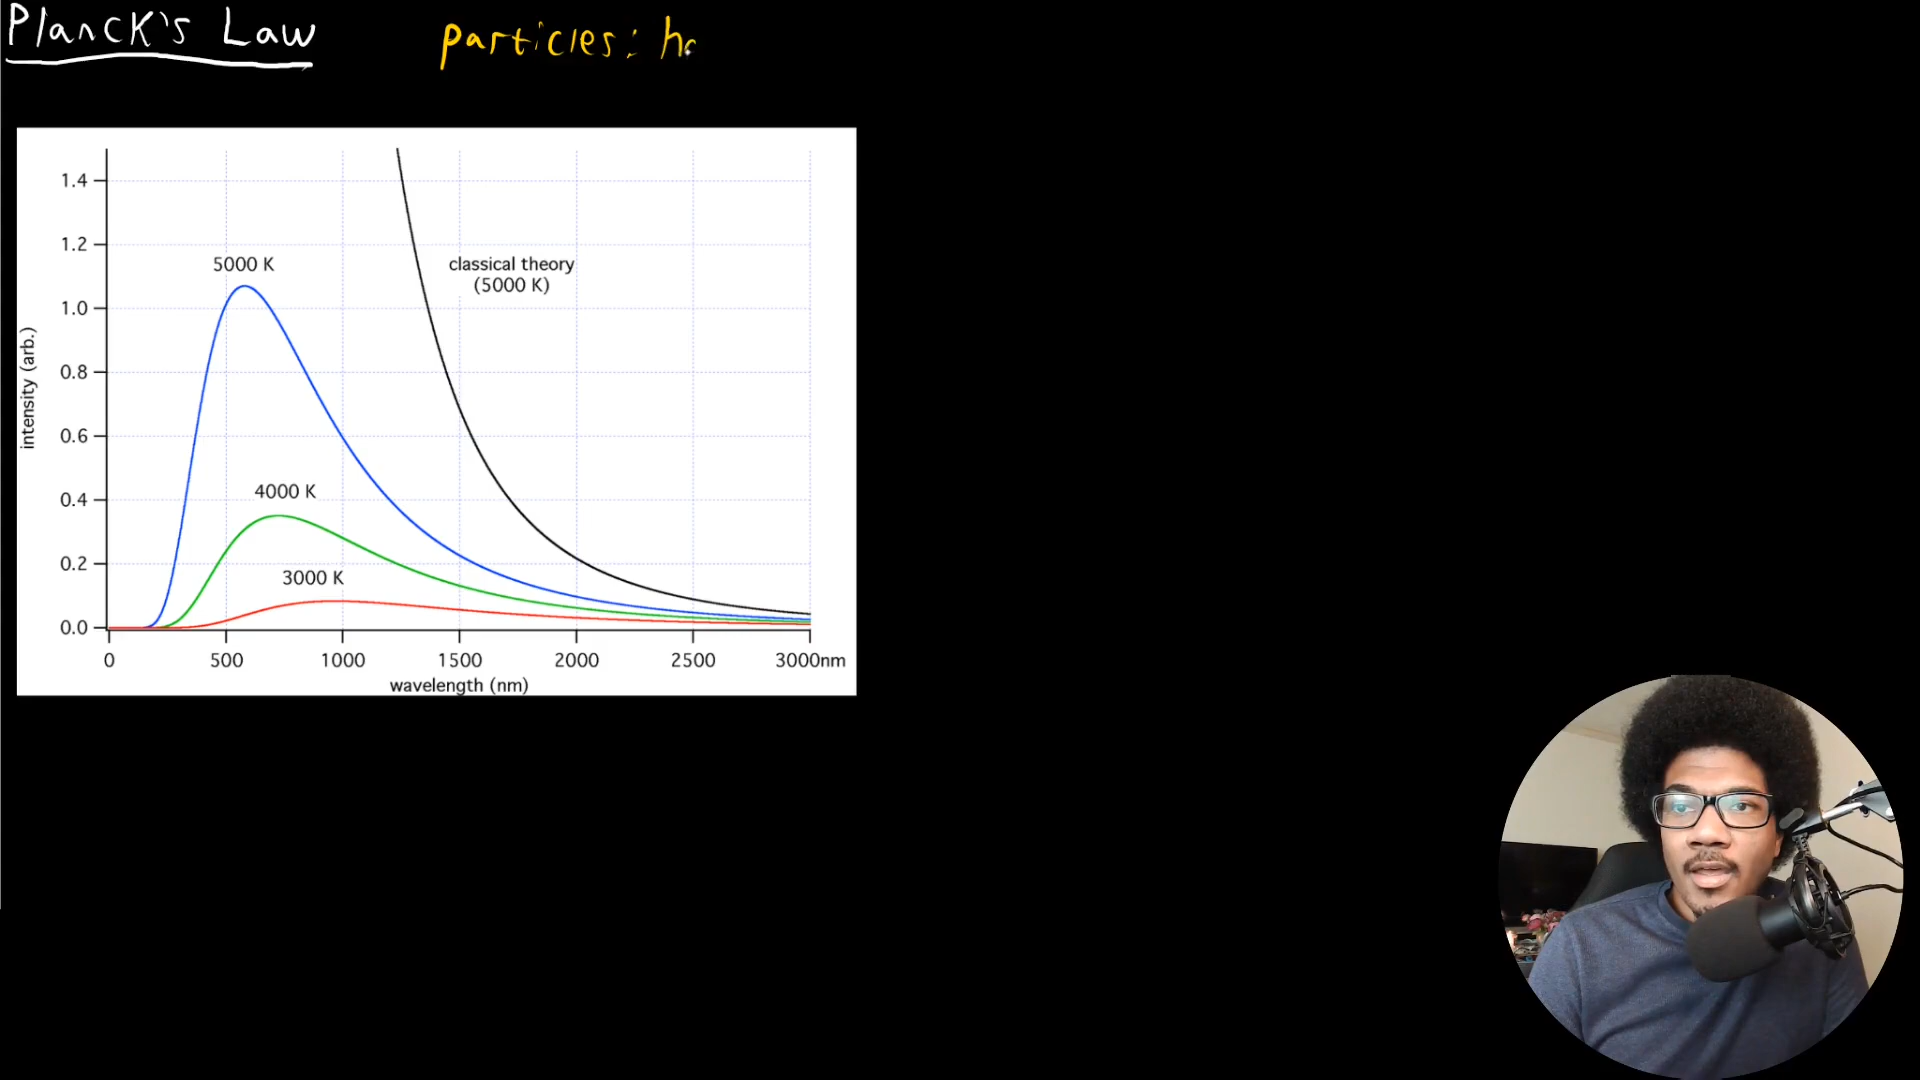 Planck's Law
particles: ha
1.4
1.2
1.0
0.8
0.6
0.4
0.2
0.0
intensity (arb.)
5000 K
classical theory
(5000 K)
4000 K
3000 K
0 500 1000 1500 2000 2500 3000nm
wavelength (nm)